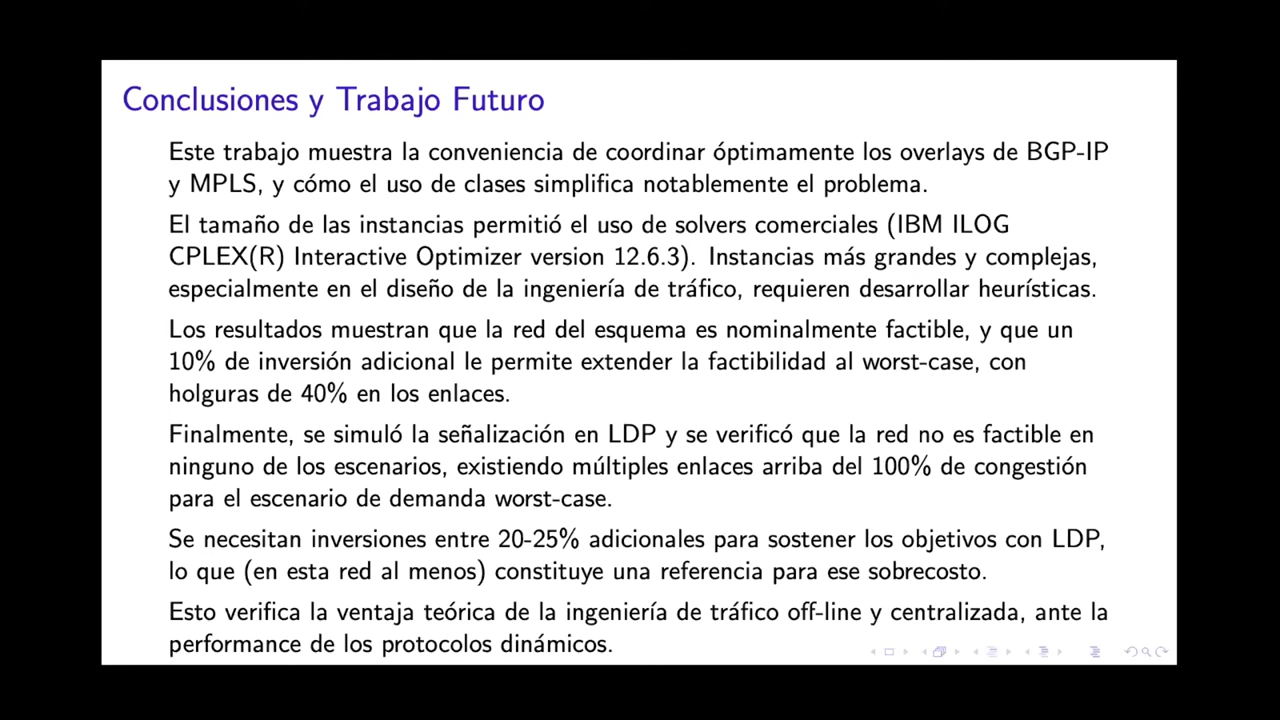 Conclusiones y Trabajo Futuro
Este trabajo muestra la conveniencia de coordinar óptimamente los overlays de BGP-IP
y MPLS, y cómo el uso de clases simplifica notablemente el problema.
El tamaño de las instancias permitió el uso de solvers comerciales (IBM ILOG
CPLEX(R) Interactive Optimizer version 12.6.3). Instancias más grandes y complejas,
especialmente en el diseño de la ingeniería de tráfico, requieren desarrollar heurísticas.
Los resultados muestran que la red del esquema es nominalmente factible, y que un
10% de inversión adicional le permite extender la factibilidad al worst-case, con
holguras de 40% en los enlaces.
Finalmente, se simuló la señalización en LDP y se verificó que la red no es factible en
ninguno de los escenarios, existiendo múltiples enlaces arriba del 100% de congestión
para el escenario de demanda worst-case.
Se necesitan inversiones entre 20-25% adicionales para sostener los objetivos con LDP,
lo que (en esta red al menos) constituye una referencia para ese sobrecosto.
Esto verifica la ventaja teórica de la ingeniería de tráfico off-line y centralizada, ante la
performance de los protocolos dinámicos.